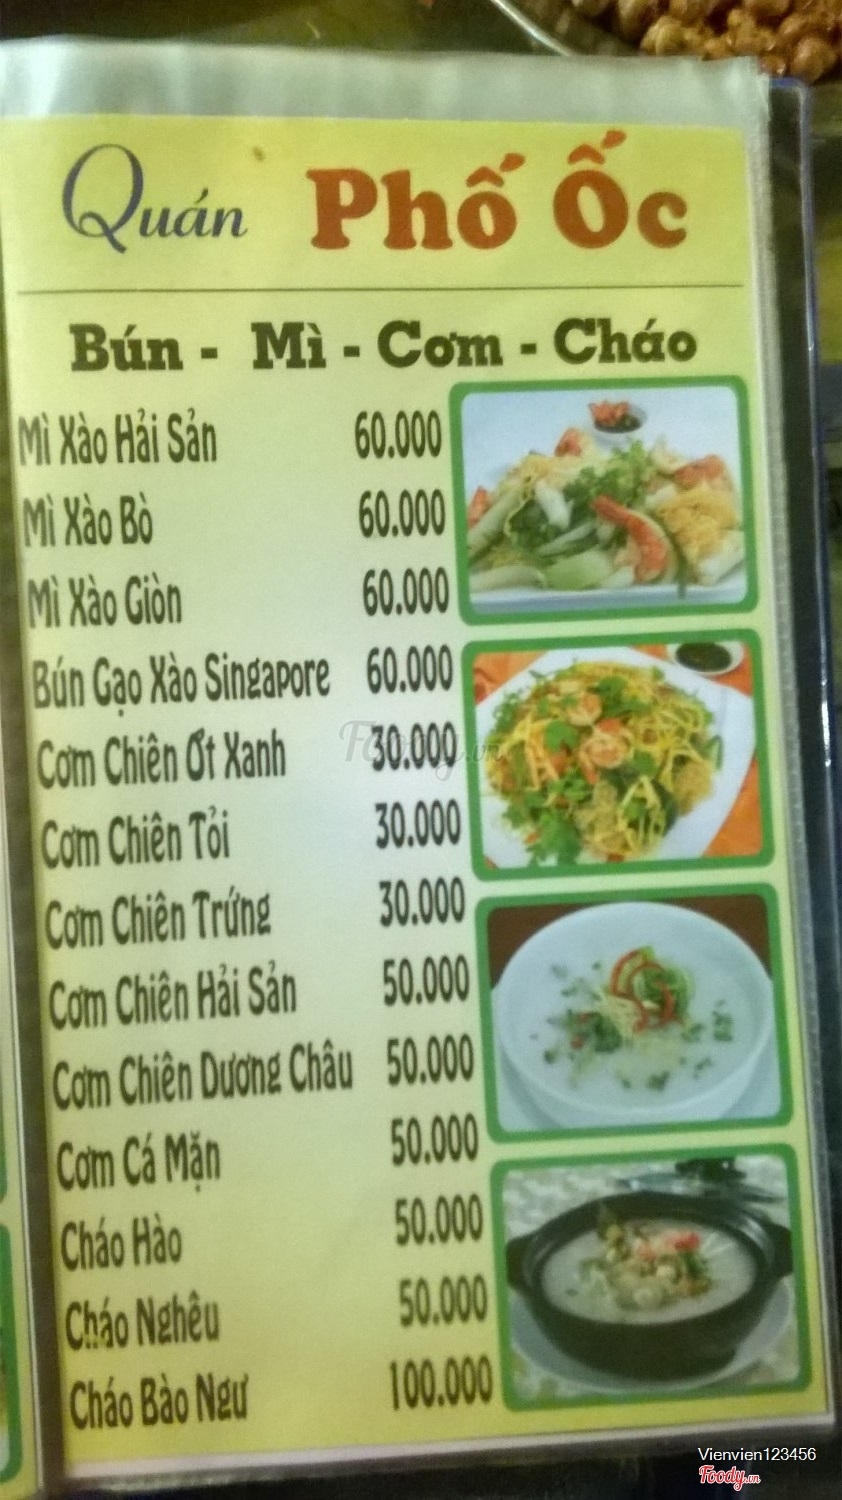 Quán Phố Ốc
Bún - Mì - Cơm - Cháo
Mì Xào Hải Sản 60.000
Mì Xào Bò 60.000
Mì Xào Giòn 60.000
Bún Gạo Xào Singapore 60.000
Cơm Chiên Ớt Xanh 30.000
Cơm Chiên Tỏi 30.000
Cơm Chiên Trứng 30.000
Cơm Chiên Hải Sản 50.000
Cơm Chiên Dương Châu 50.000
Cơm Cá Mặn 50.000
Cháo Hào 50.000
Cháo Nghêu 50.000
Cháo Bào Ngư 100.000
Foody.vn
Vienvien123456
Foody.vn